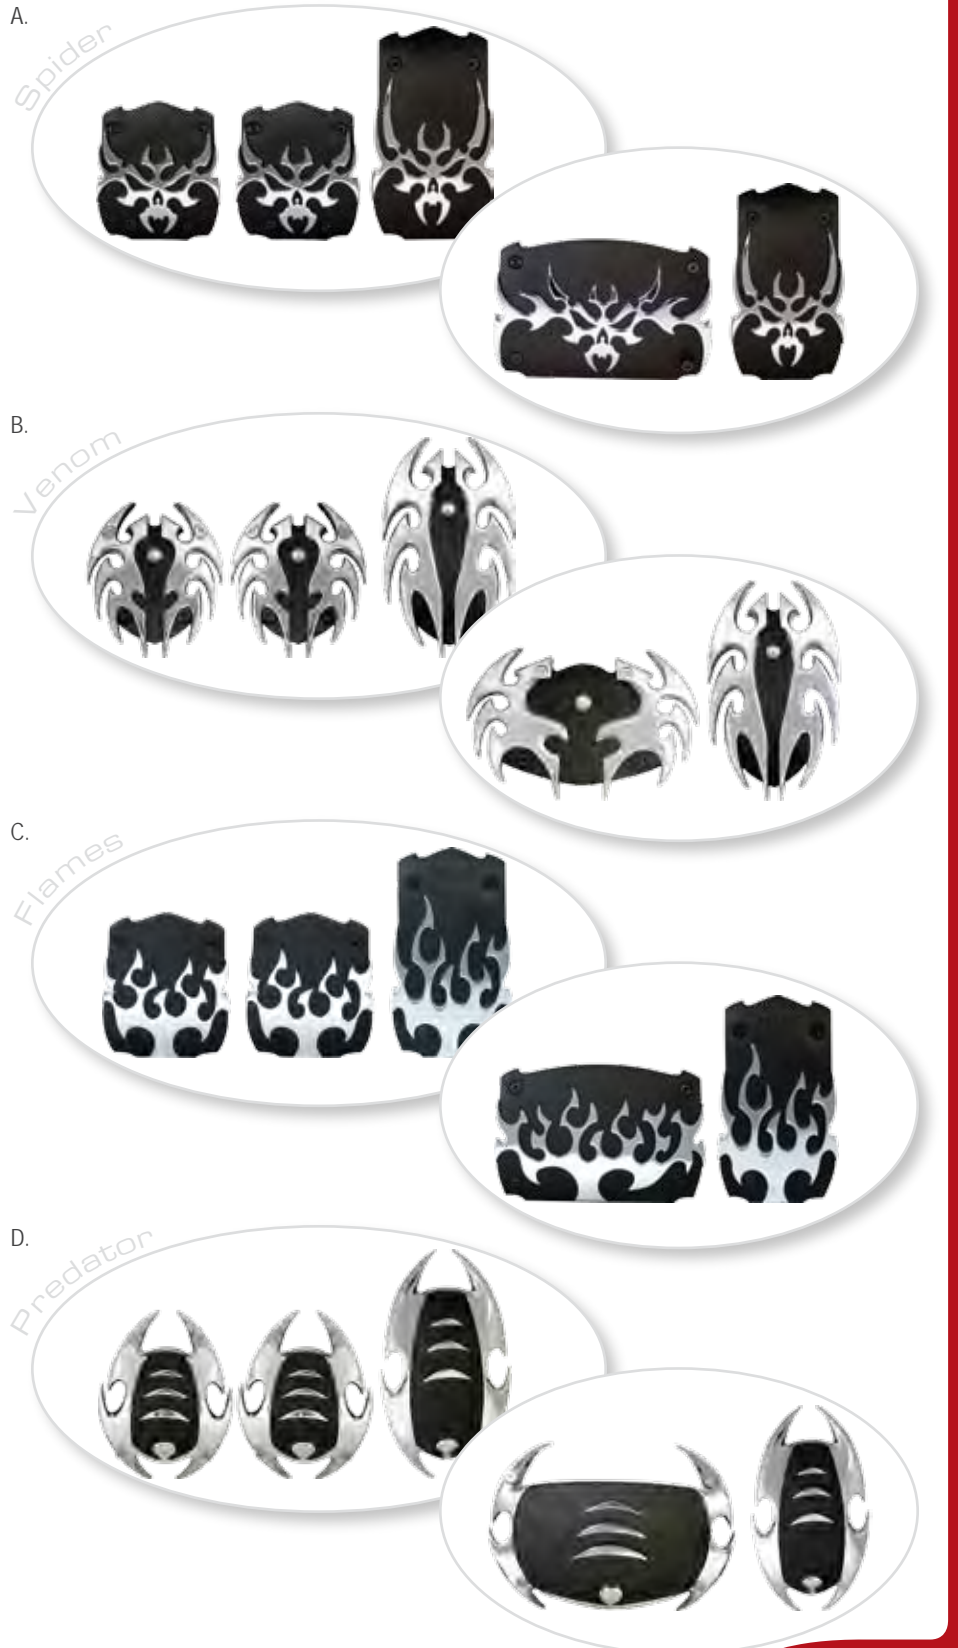 A.
Spider
B.
Venom
C.
Flames
D.
Predator